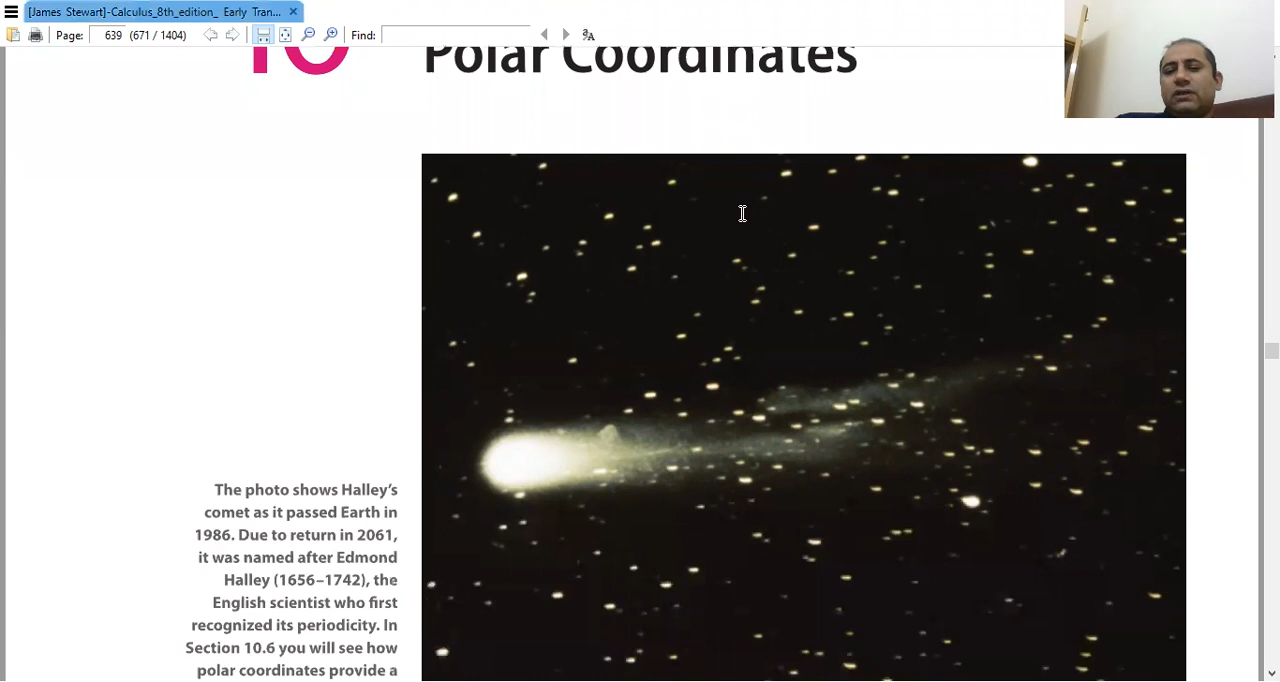 [James Stewart]-Calculus_8th_edition_ Early Tran...
Page: 639 (671 / 1404) Find:
10 Polar Coordinates
The photo shows Halley's
comet as it passed Earth in
1986. Due to return in 2061,
it was named after Edmond
Halley (1656–1742), the
English scientist who first
recognized its periodicity. In
Section 10.6 you will see how
polar coordinates provide a